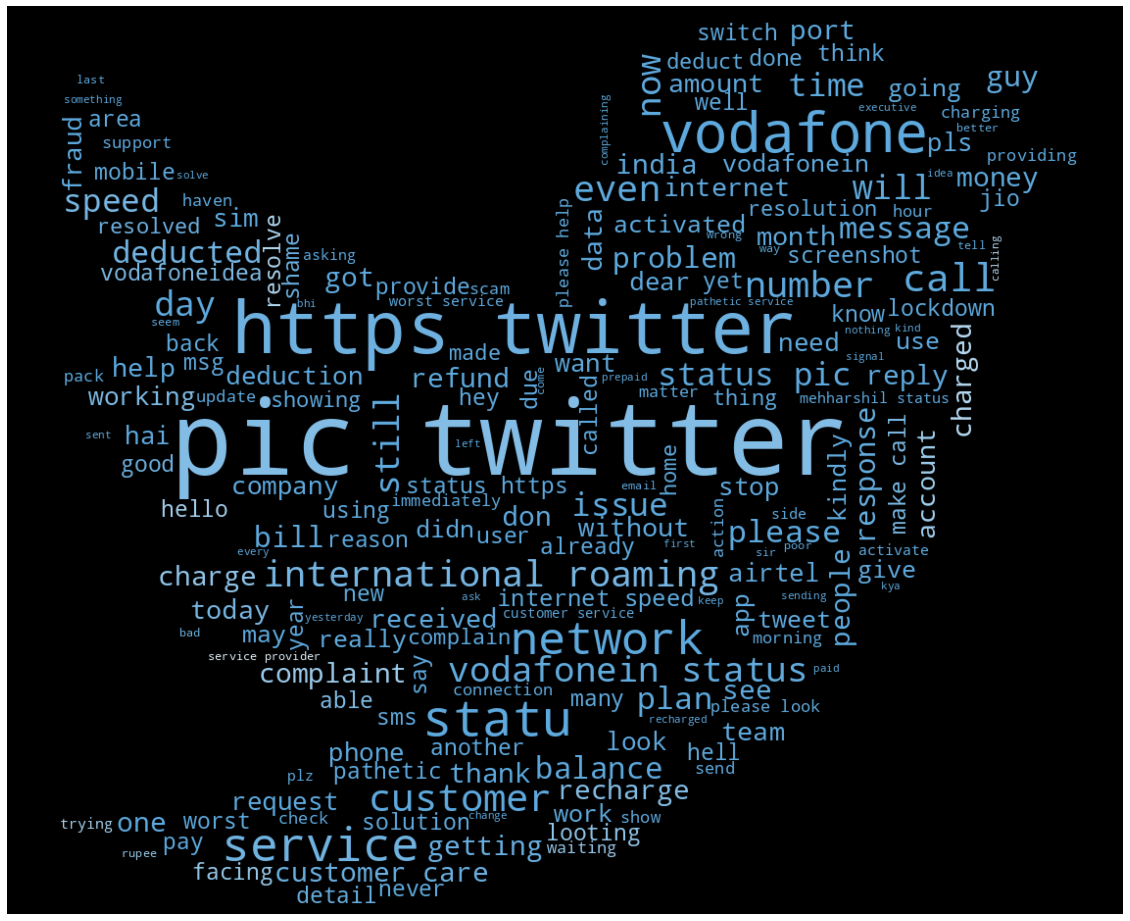 switch port
last
deduct done think
something
now amount time going guy
area
well executive charging
fraud
complaining vodafone pls better
support
india vodafonein providing
mobile solve
even internet will idea money
speed haven
please help data activated resolution hour jio
resolved sim
wrong month message
deducted resolve shame asking
problem way screenshot tell calling
vodafoneidea got provide scam
dear yet number call
day bhi worst service pathetic service
seem https twitter know lockdown
back made need nothing kind use
pack help msg deduction refund want status pic signal reply charged
working update showing hey due come called prepaid matter thing mehharshil status
sent hai pic twitter left
good still
company status https home email stop kindly response make call account
hello using immediately issue
bill reason didn don without action side please
every user already first sir poor activate
charge international roaming airtel give
new ask internet speed keep kya
today year yesterday received customer service app sending people tweet
bad may really complain network morning
service provider
complaint say vodafonein status paid
able connection many plan see
sms statu recharged please look
phone another look team
plz pathetic thank balance hell
request customer recharge send
trying one worst check solution change work show
rupee pay service getting looting
waiting
facing customer care
detail never